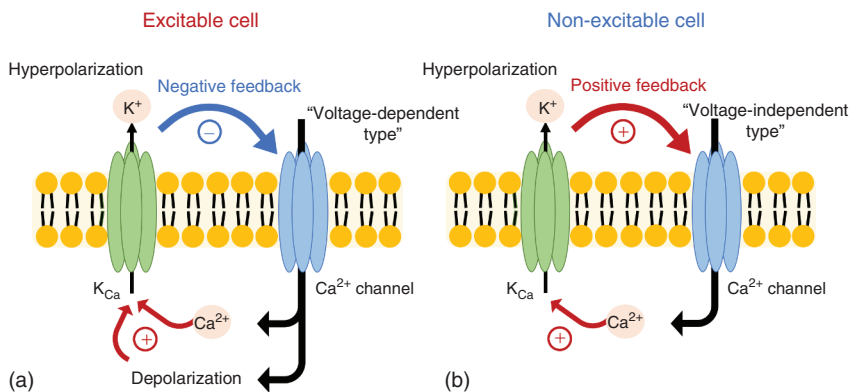 Excitable cell
Hyperpolarization
K+
Negative feedback
−
“Voltage-dependent
type”
KCa
Ca2+
Ca2+ channel
+
Depolarization
(a)
Non-excitable cell
Hyperpolarization
K+
Positive feedback
+
“Voltage-independent
type”
KCa
Ca2+
Ca2+ channel
+
(b)